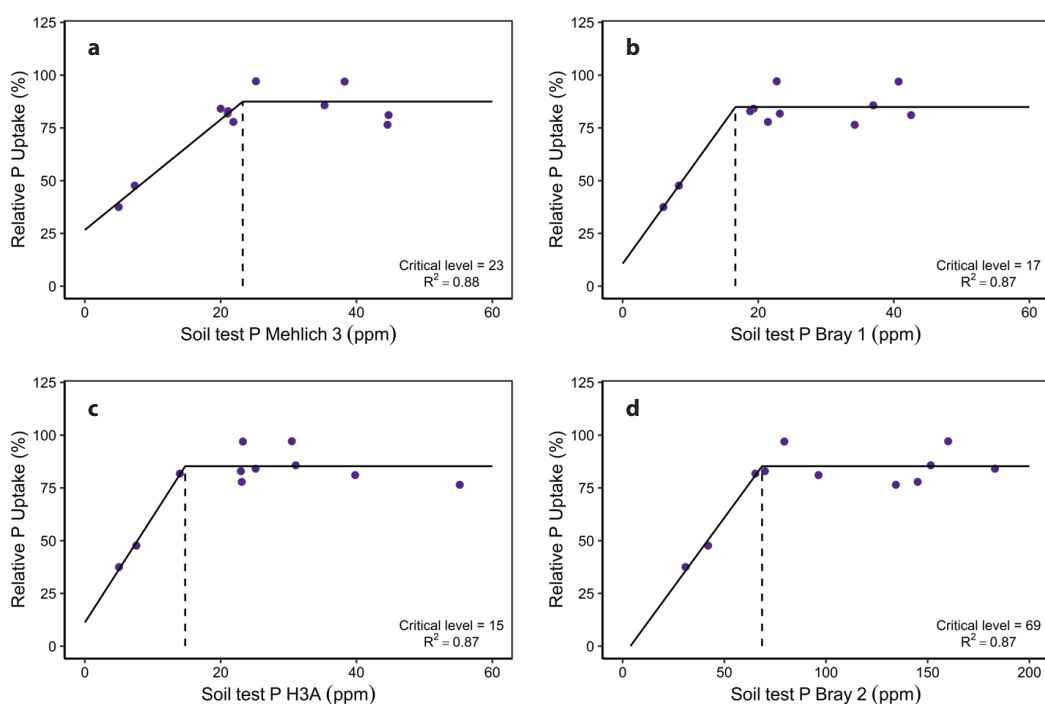 a
125
100
75
50
25
0
Relative P Uptake (%)
Critical level = 23
R² = 0.88
0 20 40 60
Soil test P Mehlich 3 (ppm)
b
125
100
75
50
25
0
Relative P Uptake (%)
Critical level = 17
R² = 0.87
0 20 40 60
Soil test P Bray 1 (ppm)
c
125
100
75
50
25
0
Relative P Uptake (%)
Critical level = 15
R² = 0.87
0 20 40 60
Soil test P H3A (ppm)
d
125
100
75
50
25
0
Relative P Uptake (%)
Critical level = 69
R² = 0.87
0 50 100 150 200
Soil test P Bray 2 (ppm)